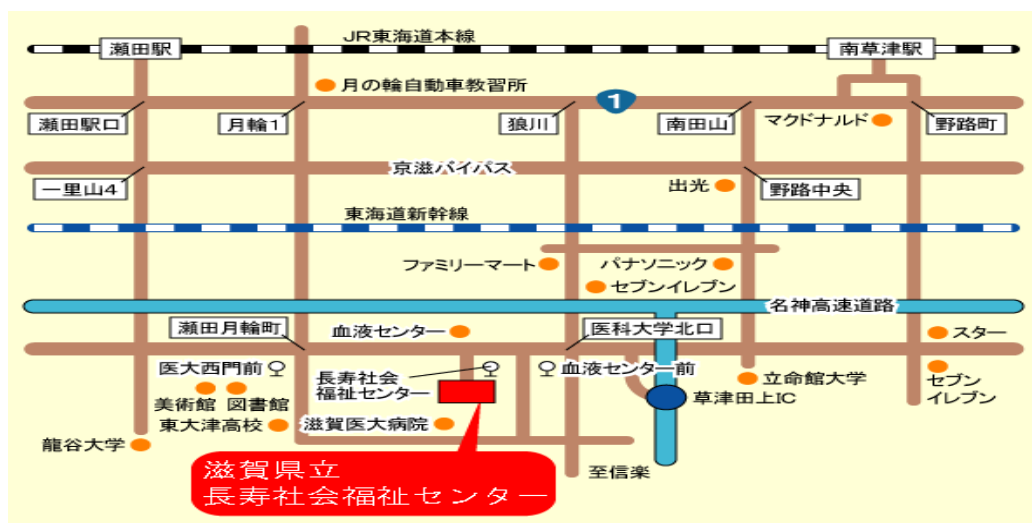 JR東海道本線
瀬田駅
南草津駅
月の輪自動車教習所
1
瀬田駅口
月輪1
狼川
南田山
マクドナルド
野路町
京滋バイパス
一里山4
出光
野路中央
東海道新幹線
ファミリーマート
パナソニック
セブンイレブン
名神高速道路
瀬田月輪町
血液センター
医科大学北口
スター
医大西門前
長寿社会
福祉センター
血液センター前
立命館大学
セブン
イレブン
美術館
図書館
草津田上IC
東大津高校
滋賀医大病院
龍谷大学
滋賀県立
長寿社会福祉センター
至信楽